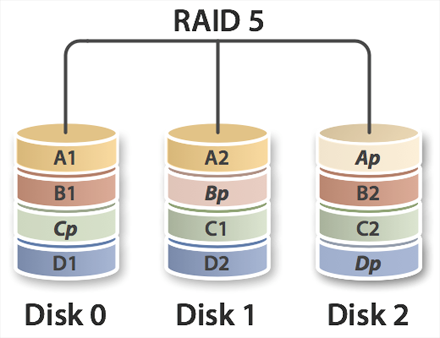 RAID 5
A1 A2 Ap
B1 Bp B2
Cp C1 C2
D1 D2 Dp
Disk 0 Disk 1 Disk 2